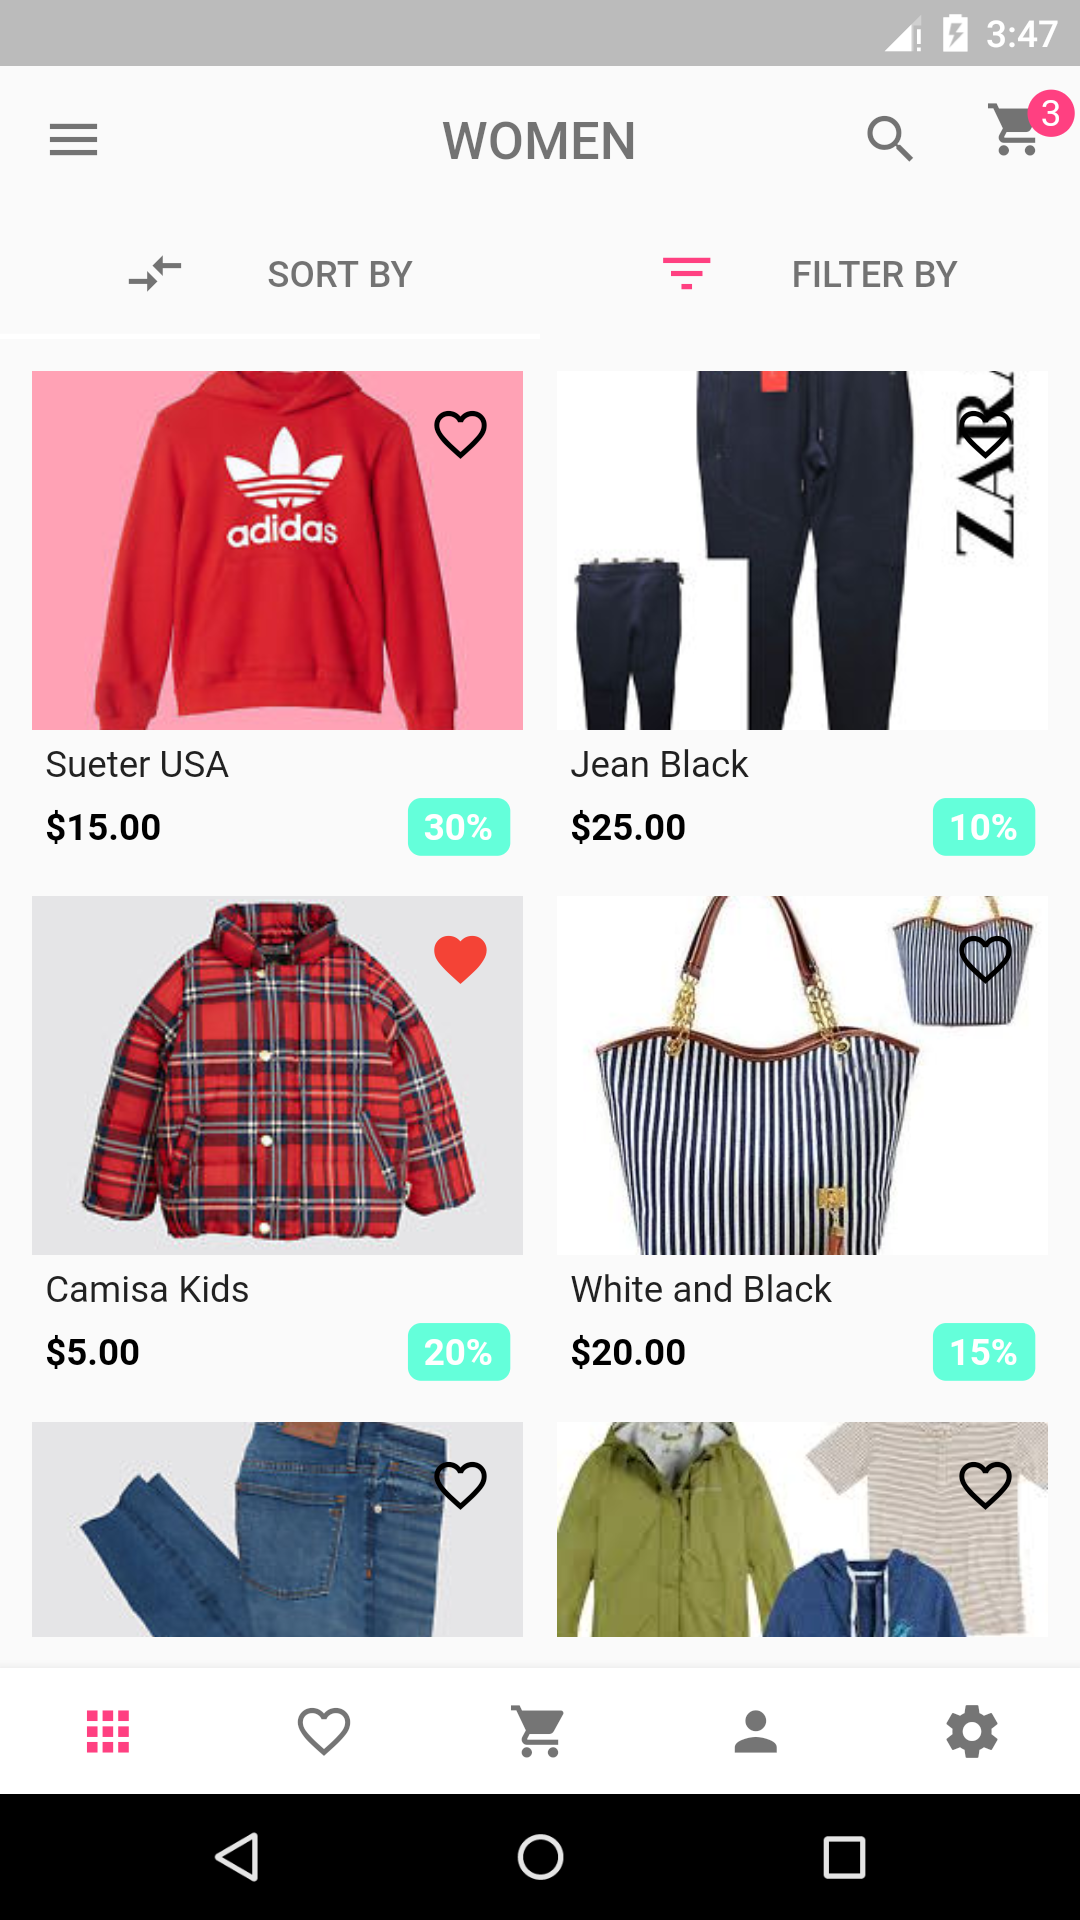 3:47
WOMEN
3
SORT BY
FILTER BY
adidas
ZARA
Sueter USA
Jean Black
$15.00
30%
$25.00
10%
Camisa Kids
White and Black
$5.00
20%
$20.00
15%